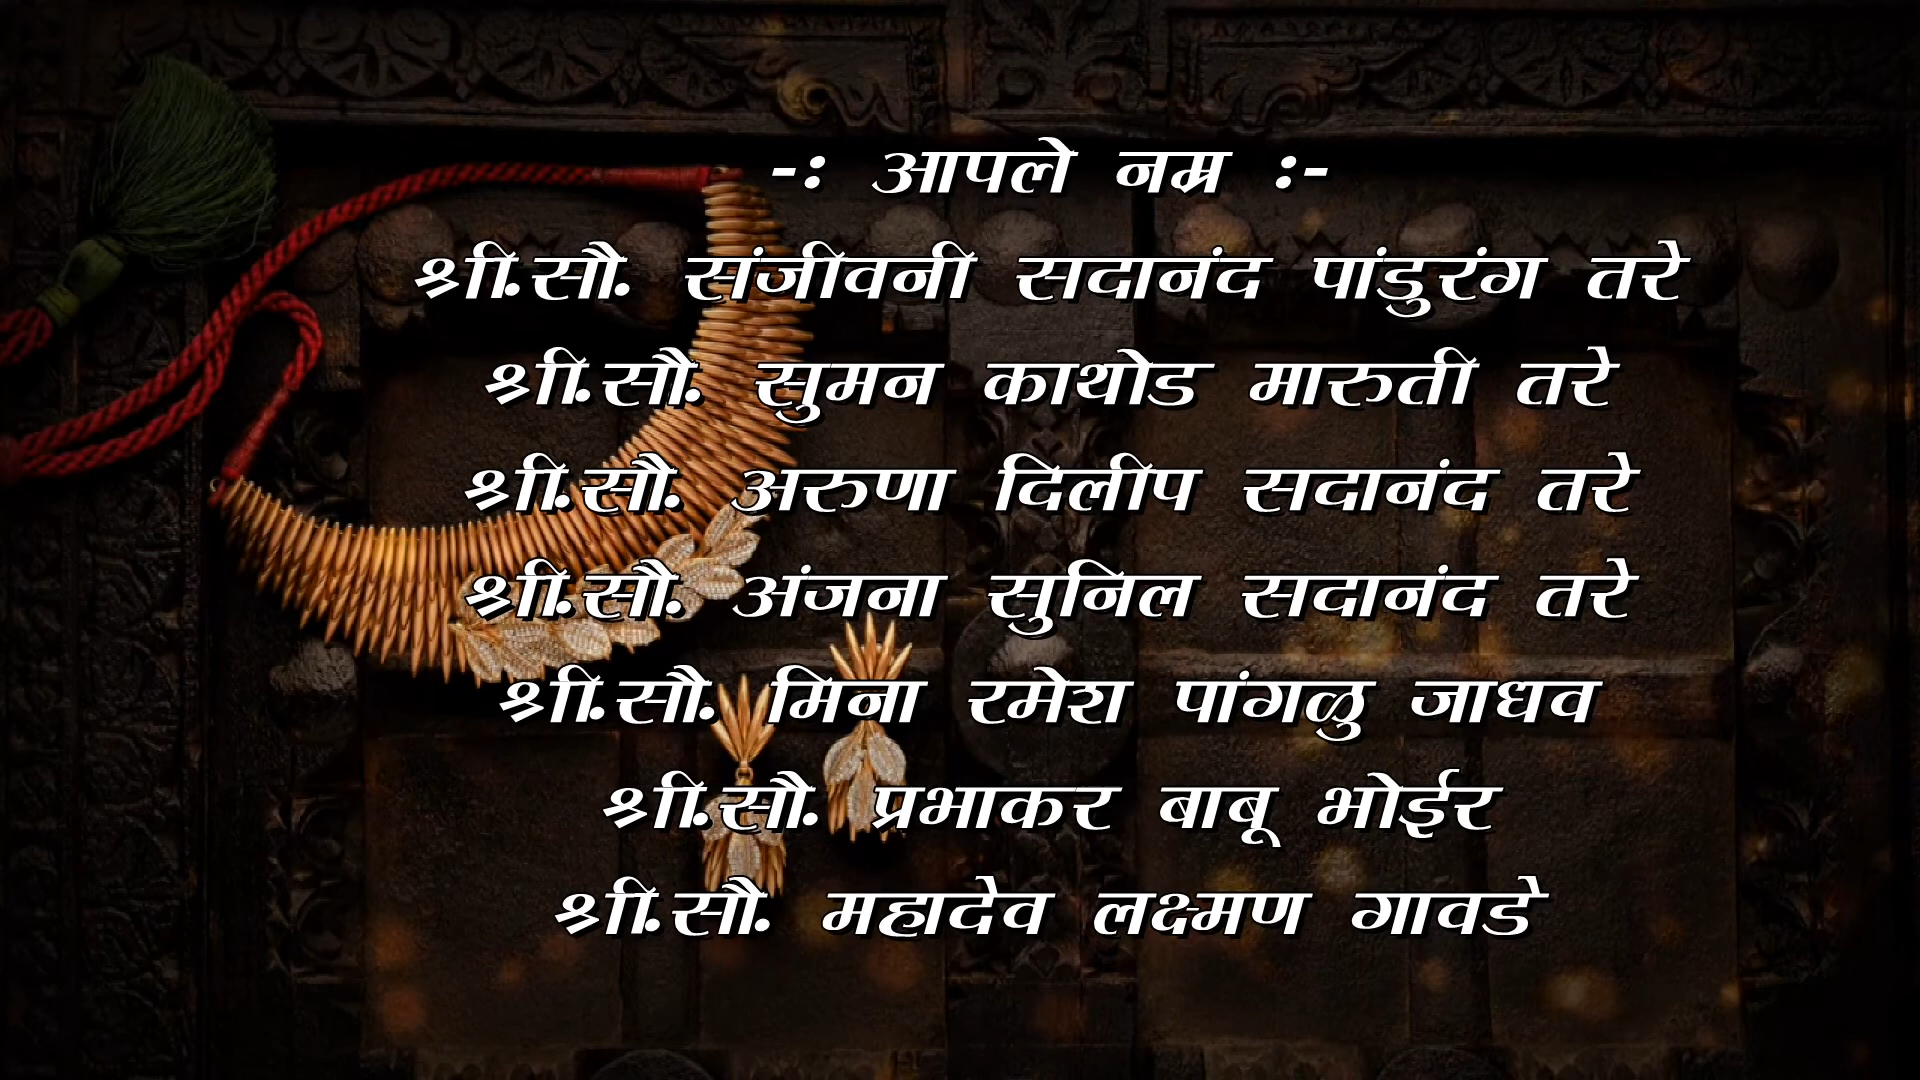 -: आपले नम्र :-
श्री.सौ. संजीवनी सदानंद पांडुरंग तरे
श्री.सौ. सुमन काथोड मारुती तरे
श्री.सौ. अरुणा दिलीप सदानंद तरे
श्री.सौ. अंजना सुनिल सदानंद तरे
श्री.सौ. मिना रमेश पांगळु जाधव
श्री.सौ. प्रभाकर बाबू भोईर
श्री.सौ. महादेव लक्ष्मण गावडे